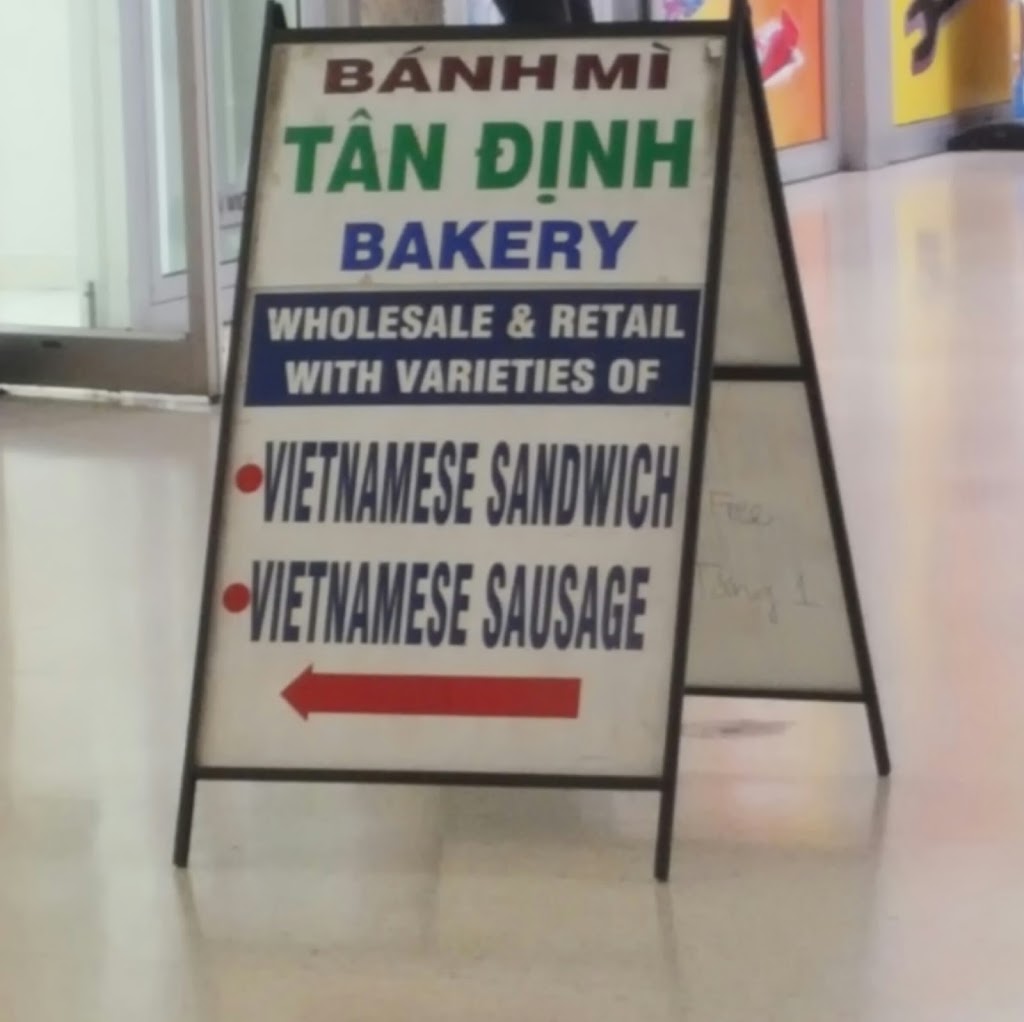 BÁNH MÌ
TÂN ĐỊNH
BAKERY
WHOLESALE & RETAIL
WITH VARIETIES OF
VIETNAMESE SANDWICH
VIETNAMESE SAUSAGE